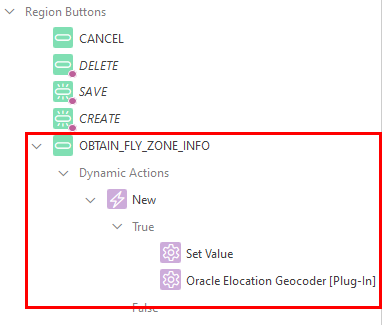 Region Buttons
CANCEL
DELETE
SAVE
CREATE
OBTAIN_FLY_ZONE_INFO
Dynamic Actions
New
True
Set Value
Oracle Elocation Geocoder [Plug-In]
False